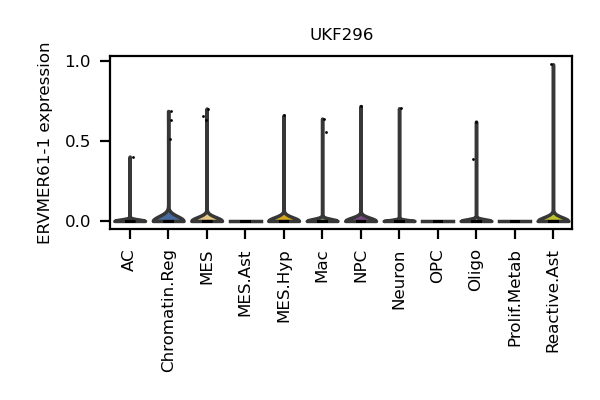 UKF296
ERVMER61-1 expression
1.0
0.5
0.0
AC
Chromatin.Reg
MES
MES.Ast
MES.Hyp
Mac
NPC
Neuron
OPC
Oligo
Prolif.Metab
Reactive.Ast